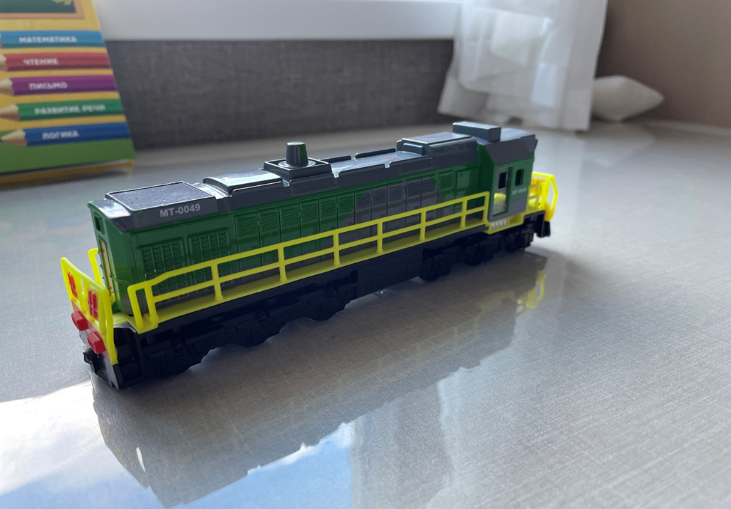 МАТЕМАТИКА
ЧТЕНИЕ
ПИСЬМО
РАЗВИТИЕ РЕЧИ
ЛОГИКА
МТ-0049